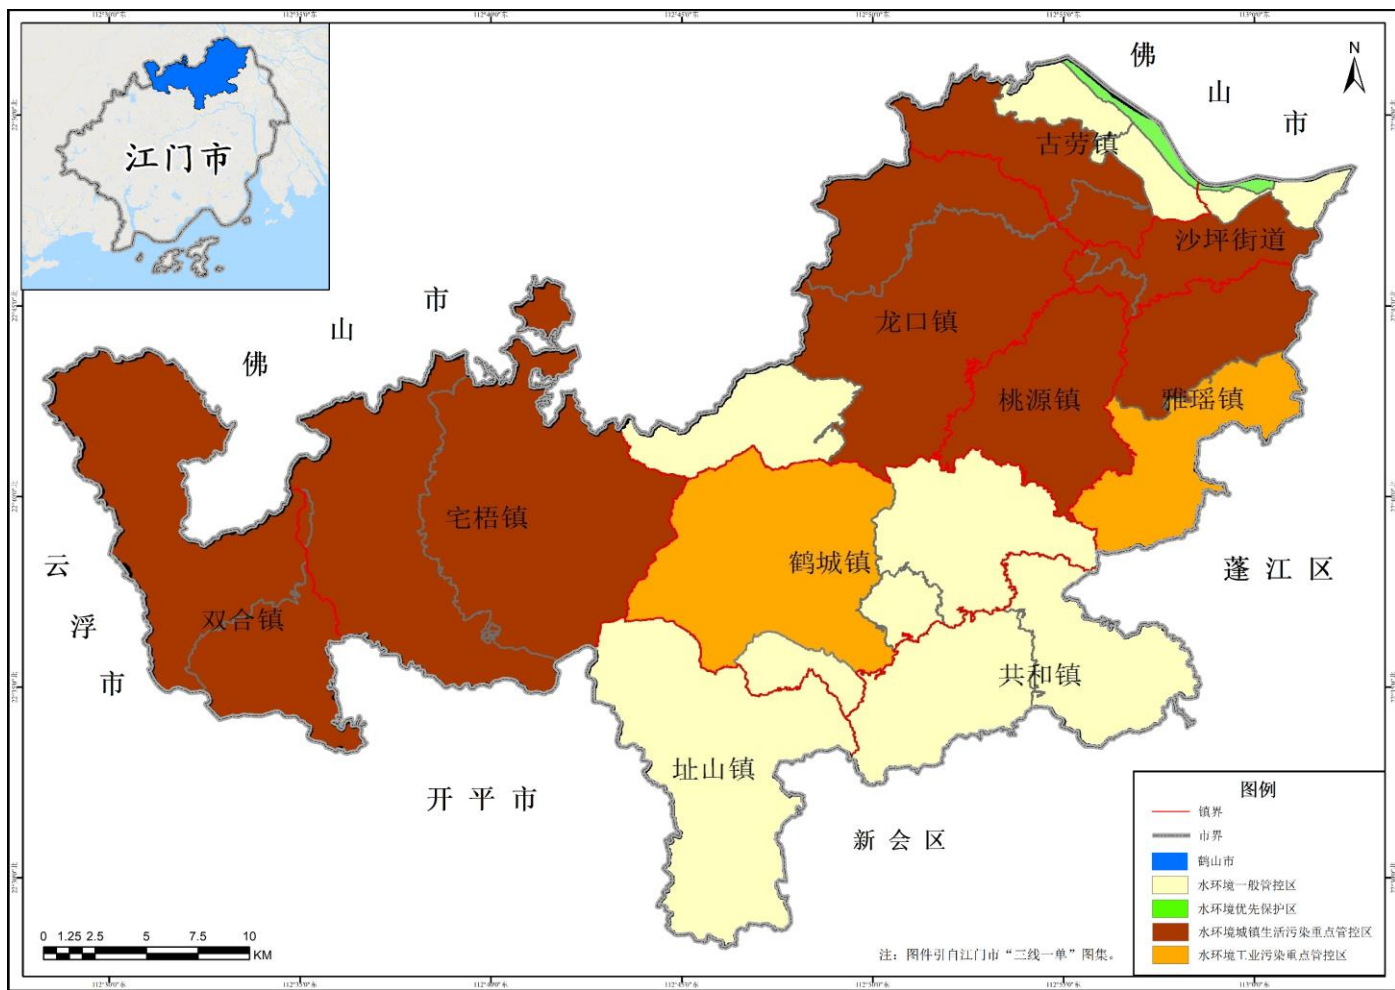 江门市
N
佛
山
市
古劳镇
沙坪街道
市
山
佛
龙口镇
桃源镇
雅瑶镇
宅梧镇
鹤城镇
云
浮
市
双合镇
蓬江区
共和镇
址山镇
开平市
新会区
图例
镇界
市界
鹤山市
水环境一般管控区
水环境优先保护区
水环境城镇生活污染重点管控区
水环境工业污染重点管控区
0 1.25 2.5 5 7.5 10
KM
注：图件引自江门市“三线一单”图集。